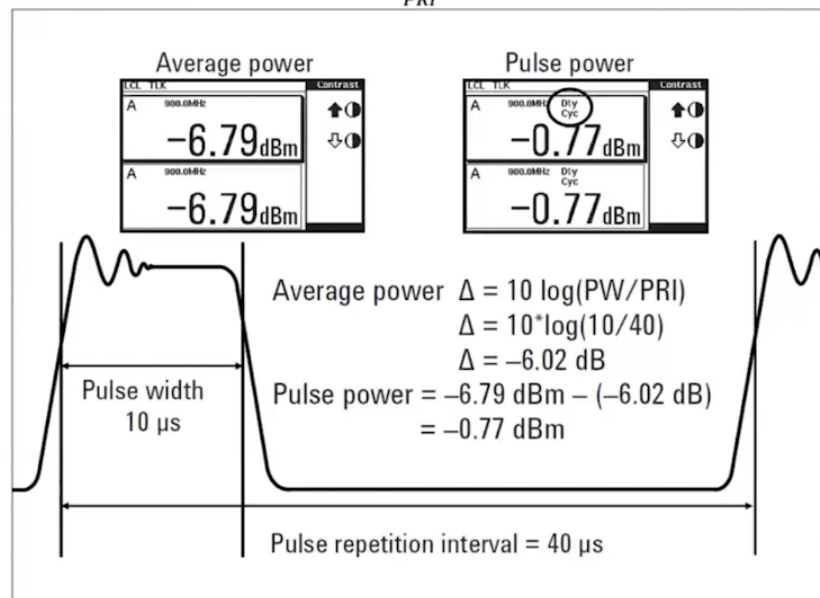 PRI
Average power
Pulse power
LCL TLK
Contrast
A 900.0MHz
-6.79dBm
A 900.0MHz
-6.79dBm
LCL TLK
Contrast
A 900.0MHz Dty
Cyc
-0.77dBm
A 900.0MHz Dty
Cyc
-0.77dBm
Average power Δ = 10 log(PW/PRI)
Δ = 10*log(10/40)
Δ = –6.02 dB
Pulse width
10 µs
Pulse power = –6.79 dBm – (–6.02 dB)
= –0.77 dBm
Pulse repetition interval = 40 µs